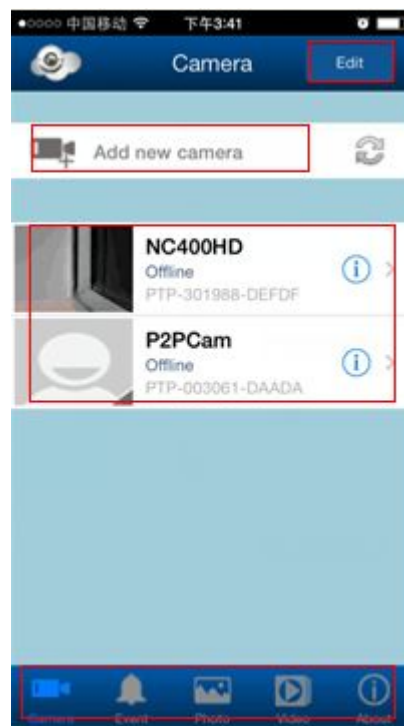 中国移动 下午3:41
Camera Edit
Add new camera
NC400HD
Offline
PTP-301988-DEFDF
P2PCam
Offline
PTP-003061-DAADA
Camera Event Photo Video About